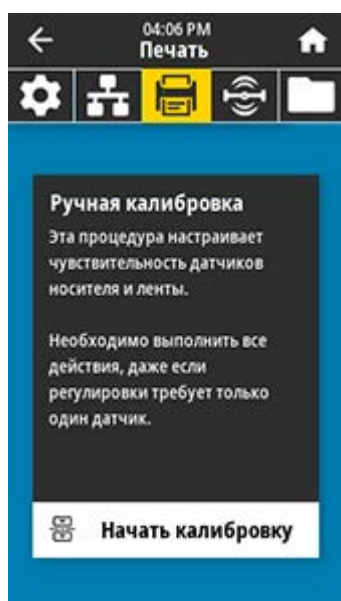 04:06 PM
Печать
Ручная калибровка
Эта процедура настраивает
чувствительность датчиков
носителя и ленты.
Необходимо выполнить все
действия, даже если
регулировки требует только
один датчик.
Начать калибровку